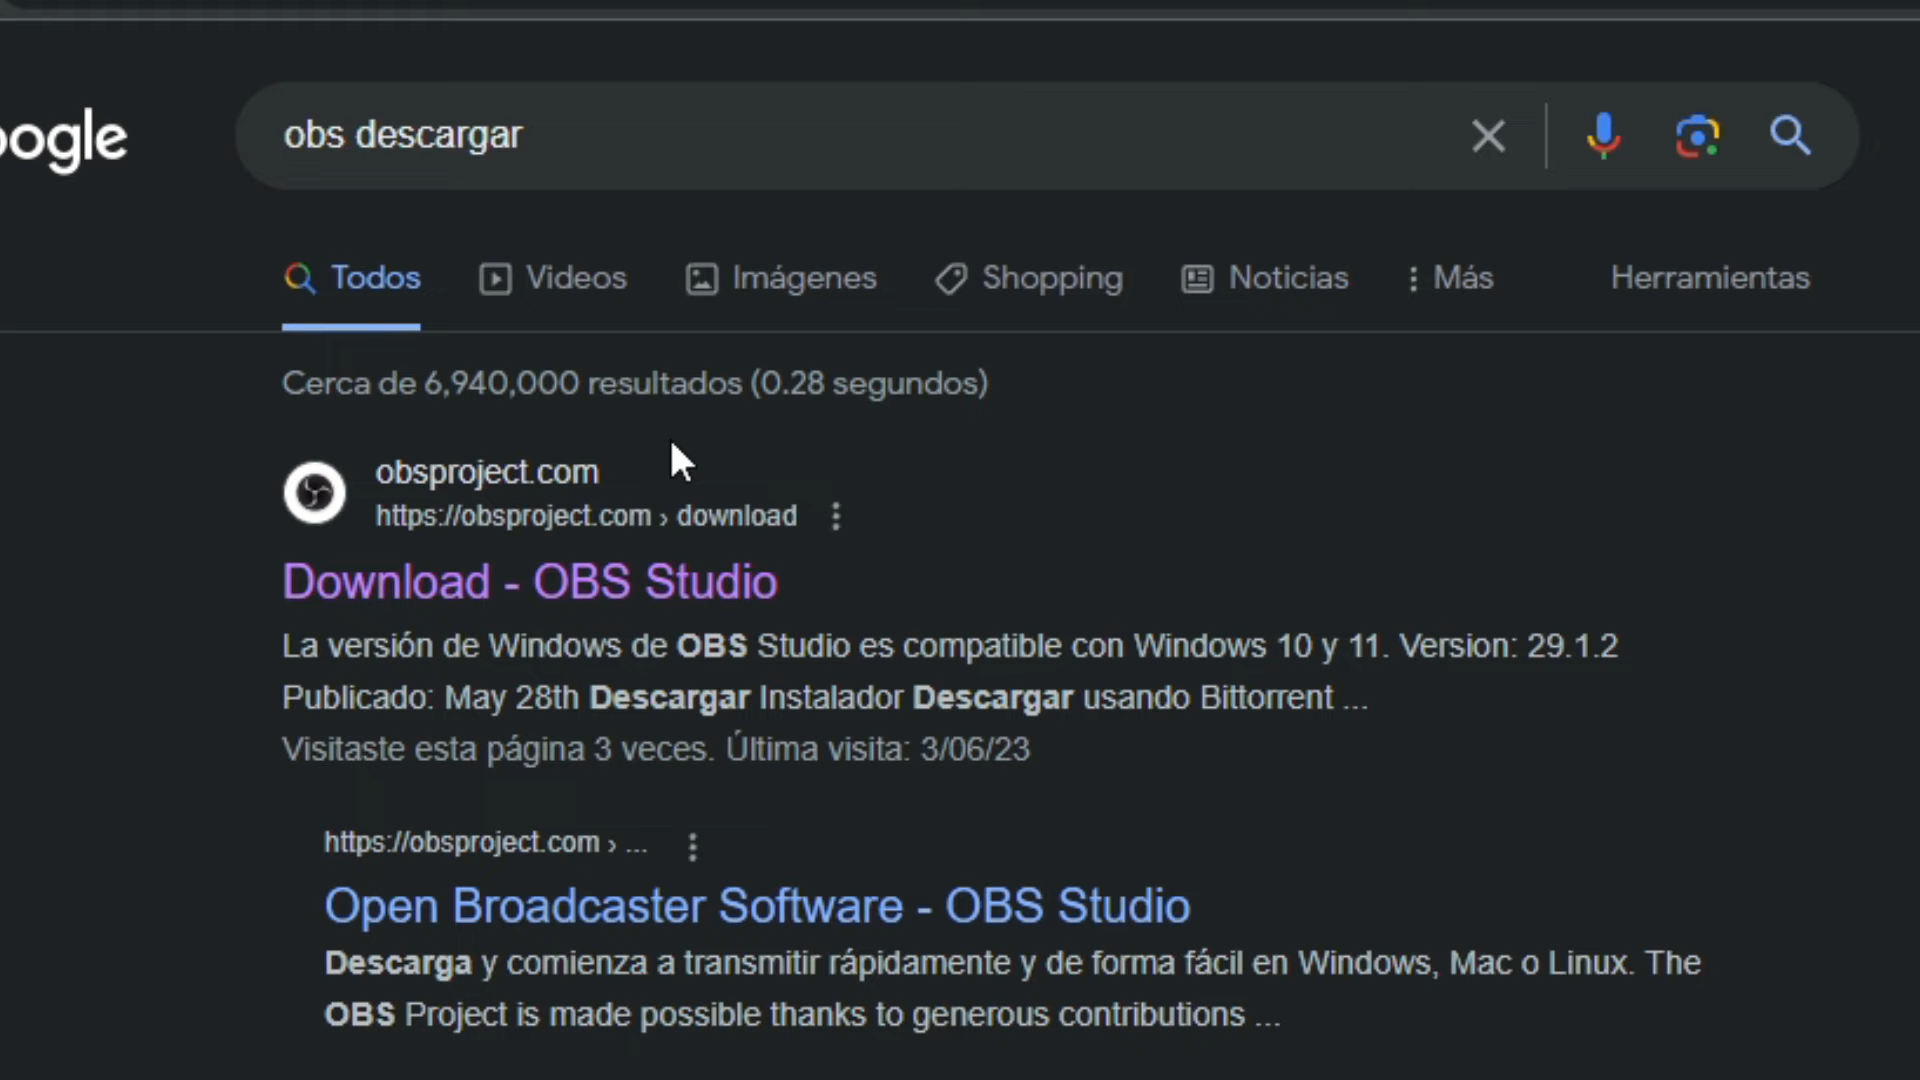 oogle
obs descargar
Todos Videos Imágenes Shopping Noticias Más Herramientas
Cerca de 6,940,000 resultados (0.28 segundos)
obsproject.com
https://obsproject.com › download
Download - OBS Studio
La versión de Windows de OBS Studio es compatible con Windows 10 y 11. Version: 29.1.2
Publicado: May 28th Descargar Instalador Descargar usando Bittorrent ...
Visitaste esta página 3 veces. Última visita: 3/06/23
https://obsproject.com › ...
Open Broadcaster Software - OBS Studio
Descarga y comienza a transmitir rápidamente y de forma fácil en Windows, Mac o Linux. The
OBS Project is made possible thanks to generous contributions ...